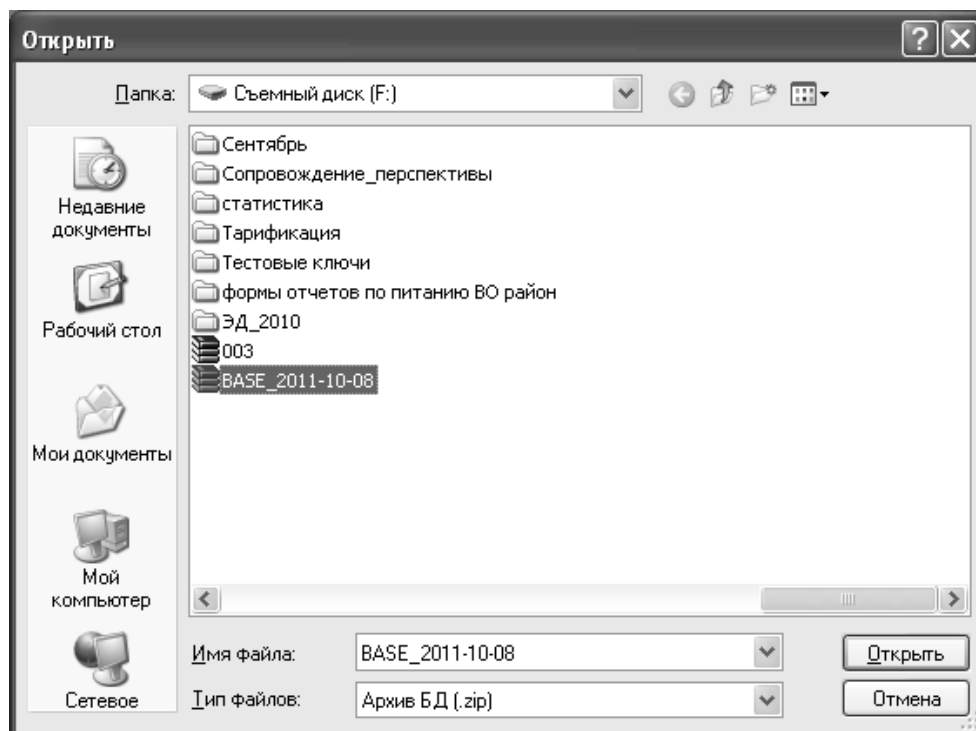 Открыть
Папка: Съемный диск (F:)
Недавние
документы
Рабочий стол
Мои документы
Мой
компьютер
Сетевое
Сентябрь
Сопровождение_перспективы
статистика
Тарификация
Тестовые ключи
формы отчетов по питанию ВО район
ЭД_2010
003
BASE_2011-10-08
Имя файла: BASE_2011-10-08 Открыть
Тип файлов: Архив БД (.zip) Отмена